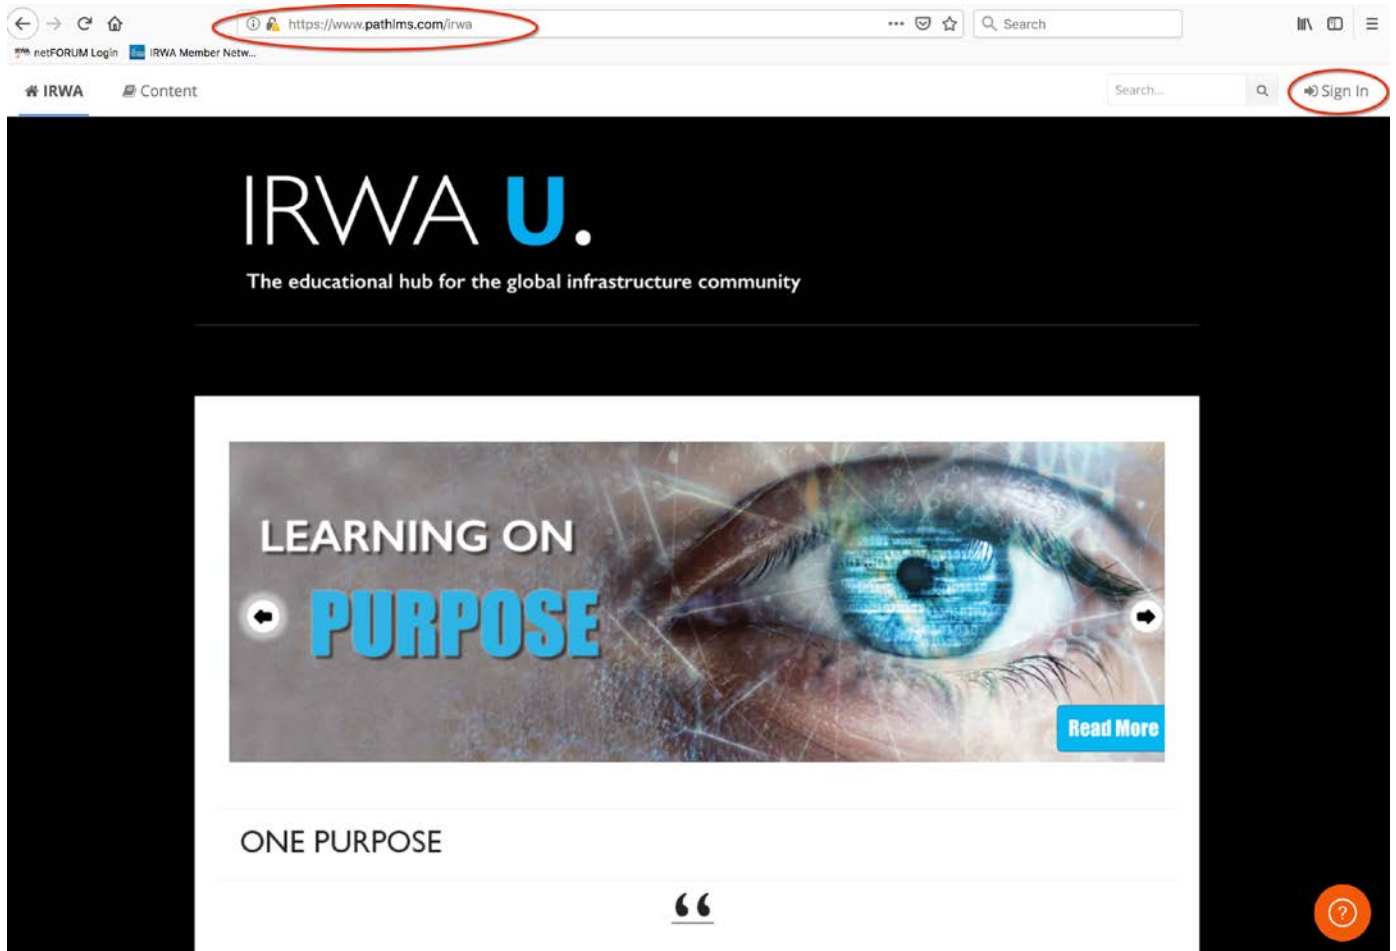 https://www.pathlms.com/irwa
Search
netFORUM Login IRWA Member Netw...
IRWA Content Search... Sign In
IRWA U.
The educational hub for the global infrastructure community
LEARNING ON
PURPOSE
Read More
ONE PURPOSE
“
?